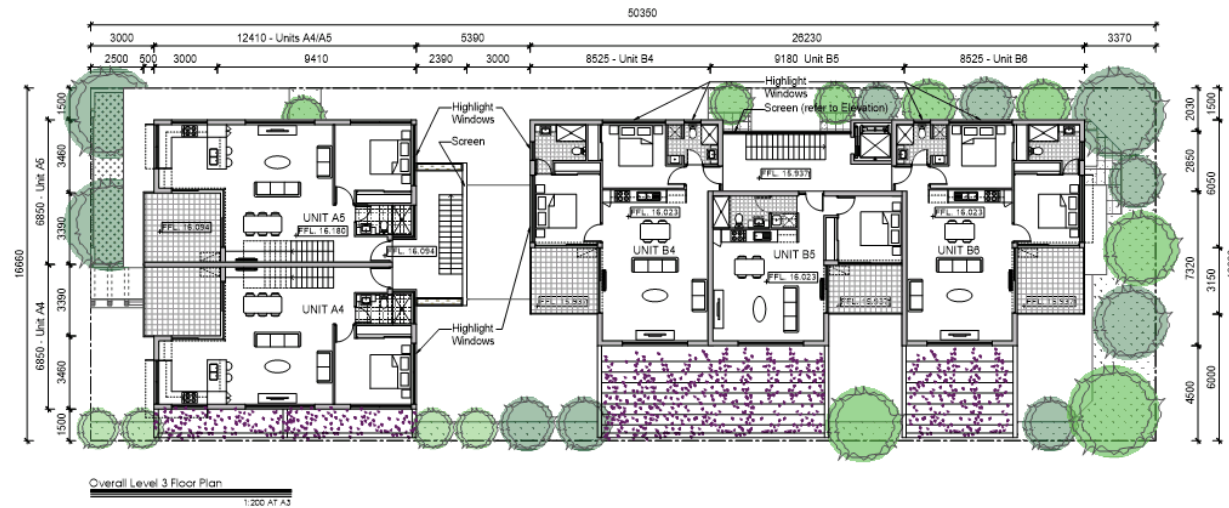 50350
3000
12410 - Units A4/A5
5390
26230
3370
2500
500
3000
9410
2390
3000
8525 - Unit B4
9180 Unit B5
8525 - Unit B6
16660
6850 - Unit A5
6850 - Unit A4
1500
3460
3390
3390
3460
1500
Highlight
Windows
Screen
Highlight
Windows
Screen (refer to Elevation)
Highlight
Windows
UNIT A5
FFL. 16.180
FFL. 16.094
FFL. 16.094
UNIT A4
FFL. 15.937
FFL. 16.023
UNIT B4
FFL. 15.937
UNIT B5
FFL. 16.023
FFL. 15.937
FFL. 16.023
UNIT B6
FFL. 15.937
2030
2850
7320
4500
1500
6050
3150
6000
Overall Level 3 Floor Plan
1:200 AT A3